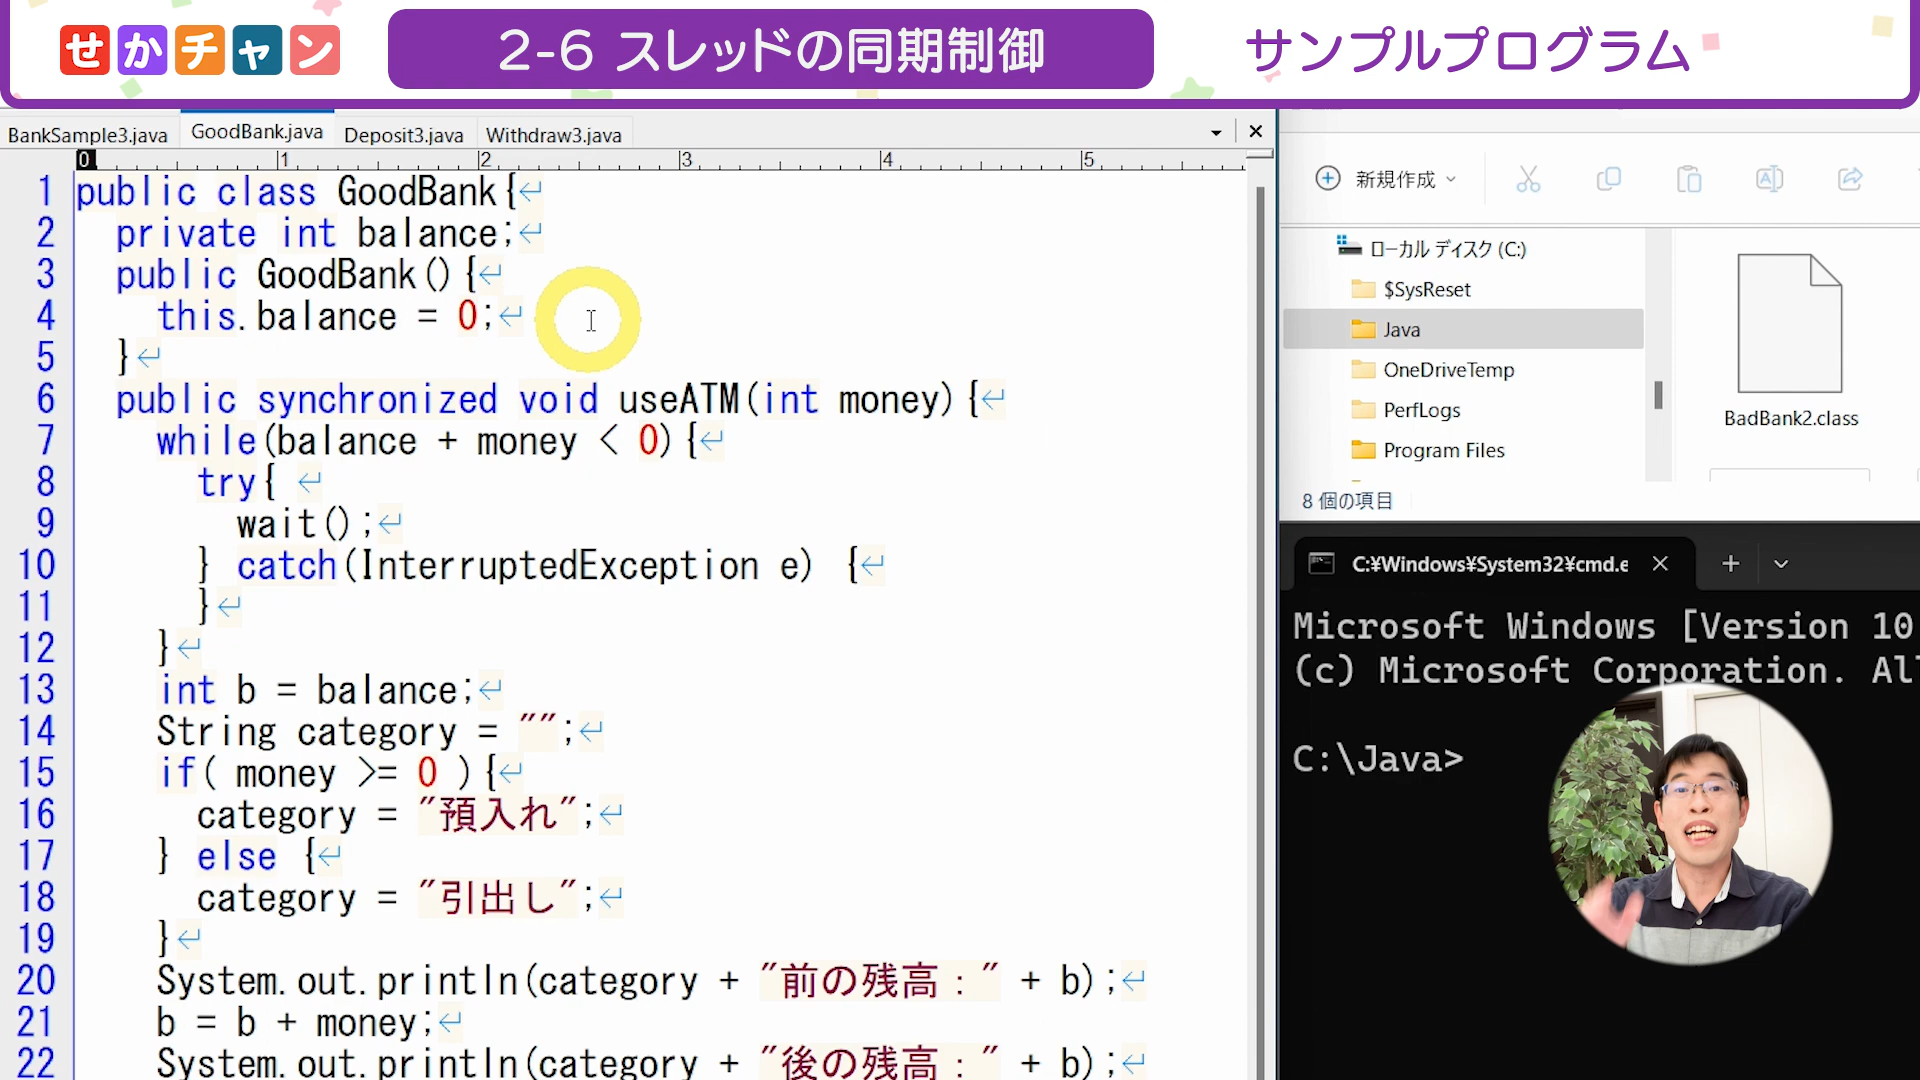 せかチャン
2-6 スレッドの同期制御
サンプルプログラム
BankSample3.java GoodBank.java Deposit3.java Withdraw3.java
0 1 2 3 4 5
1 public class GoodBank{
2 private int balance;
3 public GoodBank(){
4 this.balance = 0;
5 }
6 public synchronized void useATM(int money){
7 while(balance + money < 0){
8 try{
9 wait();
10 } catch(InterruptedException e) {
11 }
12 }
13 int b = balance;
14 String category = "";
15 if( money >= 0 ){
16 category = "預入れ";
17 } else {
18 category = "引出し";
19 }
20 System.out.println(category + "前の残高：" + b);
21 b = b + money;
22 System.out.println(category + "後の残高：" + b);
新規作成
ローカル ディスク (C:)
$SysReset
Java
OneDriveTemp
PerfLogs
Program Files
BadBank2.class
8 個の項目
C:¥Windows¥System32¥cmd.e
Microsoft Windows [Version 10
(c) Microsoft Corporation. Al
C:\Java>